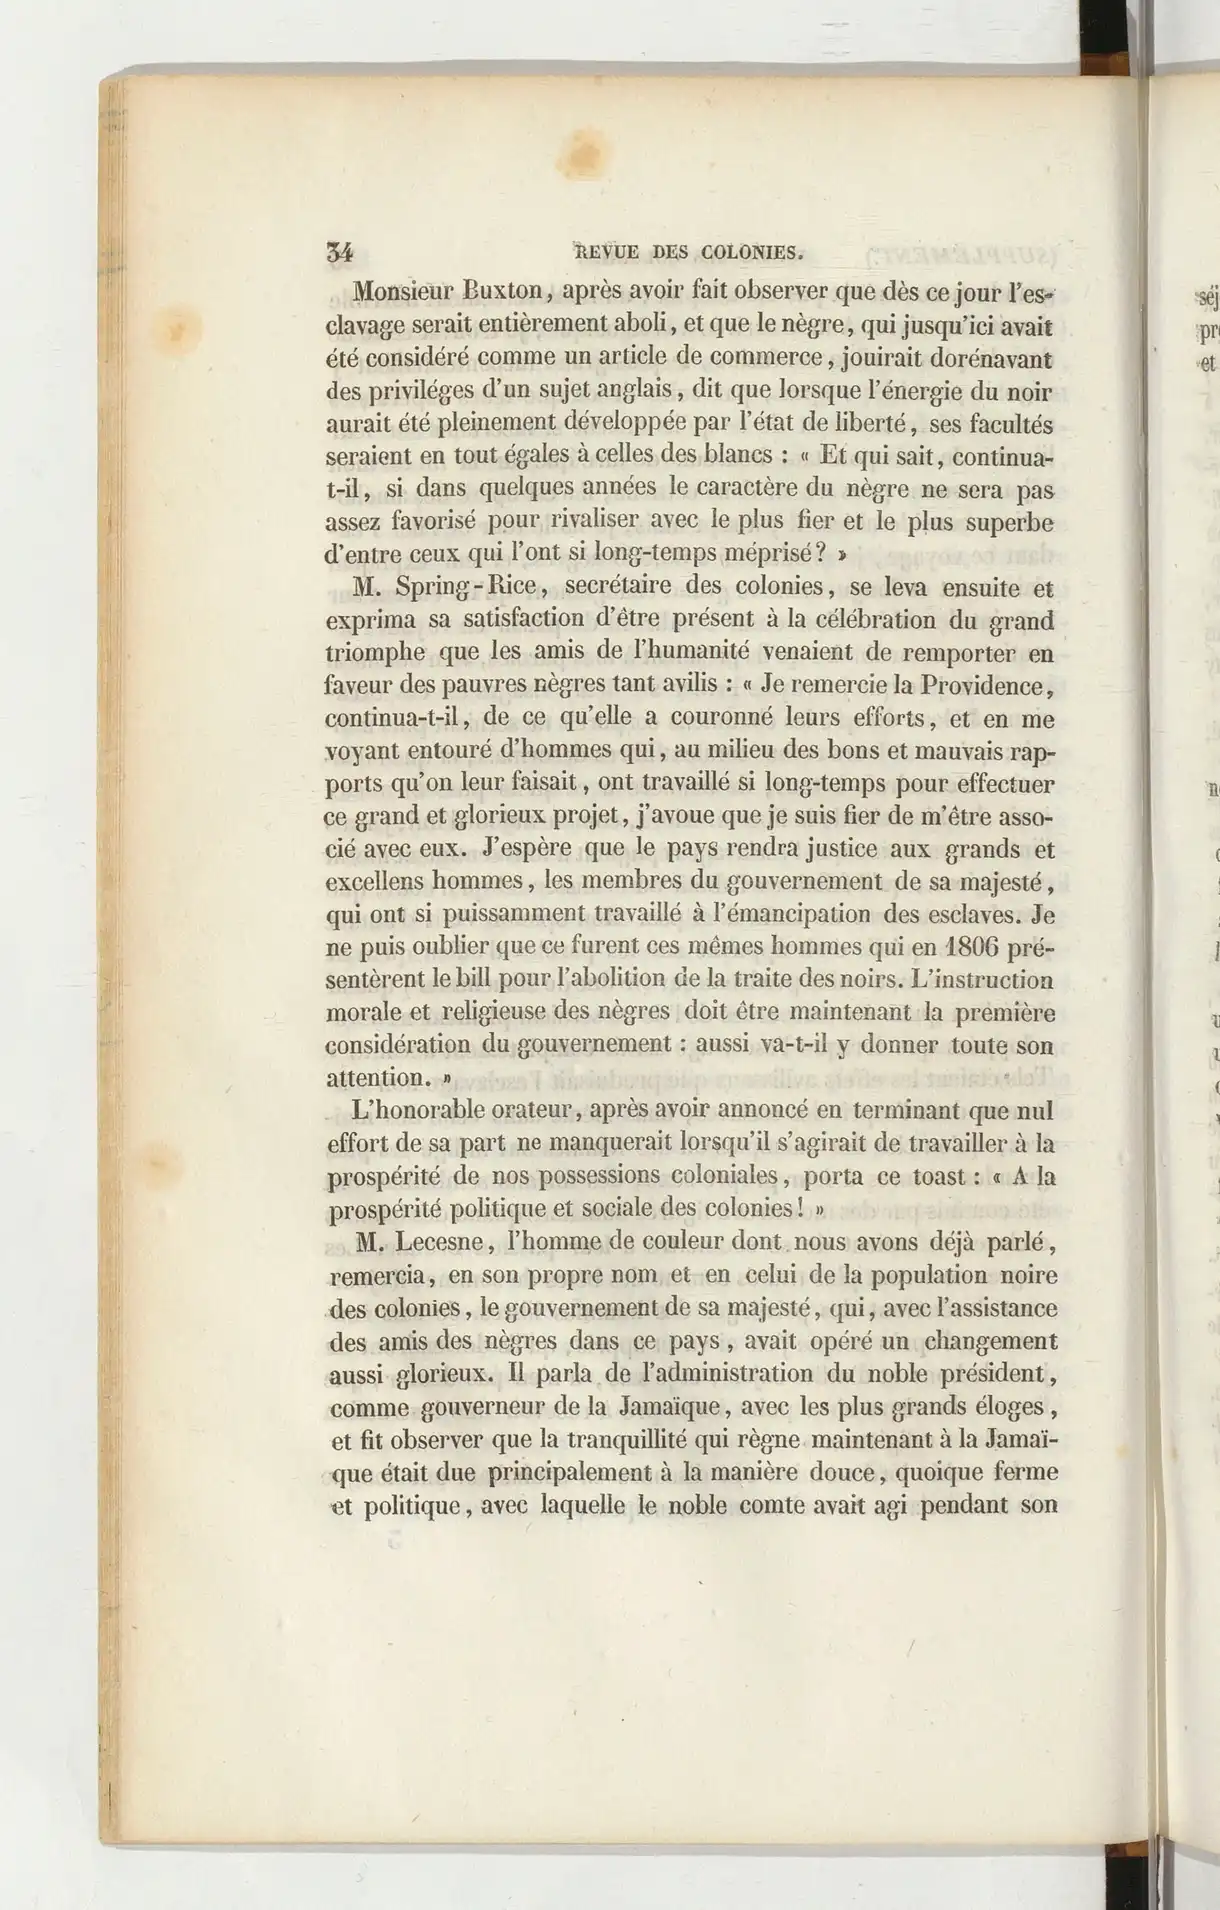 34 REVUE DES COLONIES.
Monsieur Buxton, après avoir fait observer que dès ce jour l'es-
clavage serait entièrement aboli, et que le nègre, qui jusqu'ici avait
été considéré comme un article de commerce, jouirait dorénavant
des priviléges d'un sujet anglais, dit que lorsque l'énergie du noir
aurait été pleinement développée par l'état de liberté, ses facultés
seraient en tout égales à celles des blancs : « Et qui sait, continua-
t-il, si dans quelques années le caractère du nègre ne sera pas
assez favorisé pour rivaliser avec le plus fier et le plus superbe
d'entre ceux qui l'ont si long-temps méprisé? »
M. Spring-Rice, secrétaire des colonies, se leva ensuite et
exprima sa satisfaction d'être présent à la célébration du grand
triomphe que les amis de l'humanité venaient de remporter en
faveur des pauvres nègres tant avilis : « Je remercie la Providence,
continua-t-il, de ce qu'elle a couronné leurs efforts, et en me
voyant entouré d'hommes qui, au milieu des bons et mauvais rap-
ports qu'on leur faisait, ont travaillé si long-temps pour effectuer
ce grand et glorieux projet, j'avoue que je suis fier de m'être asso-
cié avec eux. J'espère que le pays rendra justice aux grands et
excellens hommes, les membres du gouvernement de sa majesté,
qui ont si puissamment travaillé à l'émancipation des esclaves. Je
ne puis oublier que ce furent ces mêmes hommes qui en 1806 pré-
sentèrent le bill pour l'abolition de la traite des noirs. L'instruction
morale et religieuse des nègres doit être maintenant la première
considération du gouvernement : aussi va-t-il y donner toute son
attention. »
L'honorable orateur, après avoir annoncé en terminant que nul
effort de sa part ne manquerait lorsqu'il s'agirait de travailler à la
prospérité de nos possessions coloniales, porta ce toast : « A la
prospérité politique et sociale des colonies! »
M. Lecesne, l'homme de couleur dont nous avons déjà parlé,
remercia, en son propre nom et en celui de la population noire
des colonies, le gouvernement de sa majesté, qui, avec l'assistance
des amis des nègres dans ce pays, avait opéré un changement
aussi glorieux. Il parla de l'administration du noble président,
comme gouverneur de la Jamaïque, avec les plus grands éloges,
et fit observer que la tranquillité qui règne maintenant à la Jamaï-
que était due principalement à la manière douce, quoique ferme
et politique, avec laquelle le noble comte avait agi pendant son
séj
pr
et